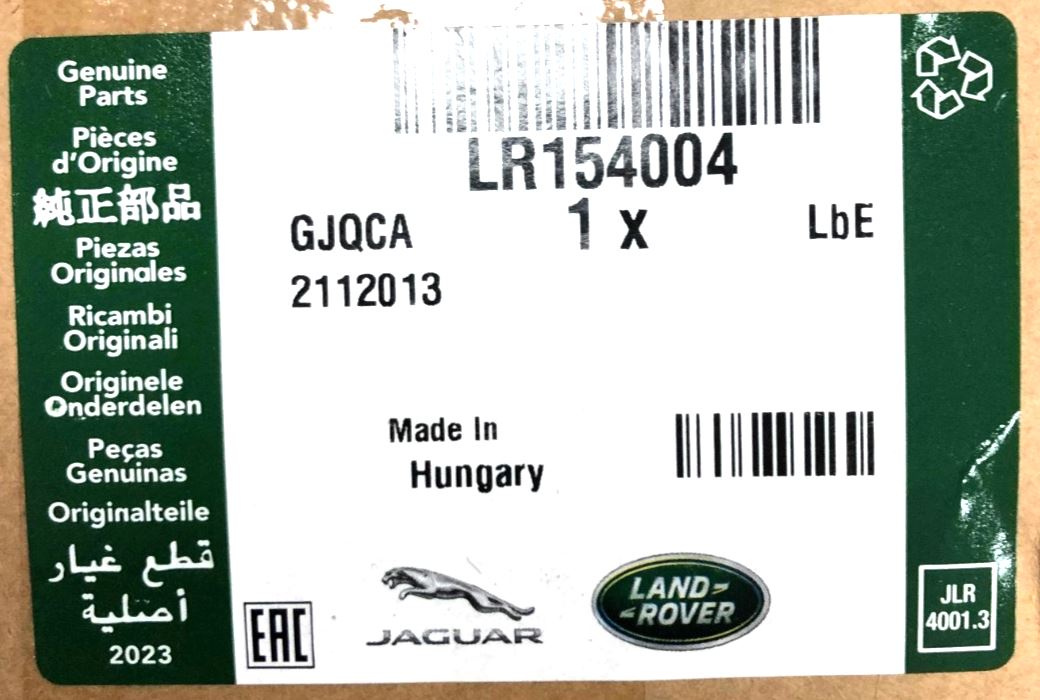 Genuine
Parts
Pièces
d'Origine
純正部品
Piezas
Originales
Ricambi
Originali
Originele
Onderdelen
Peças
Genuinas
Originalteile
قطع غيار
أصلية
2023
LR154004
GJQCA
1 x
LbE
2112013
Made In
Hungary
EAC
JAGUAR
LAND
ROVER
JLR
4001.3